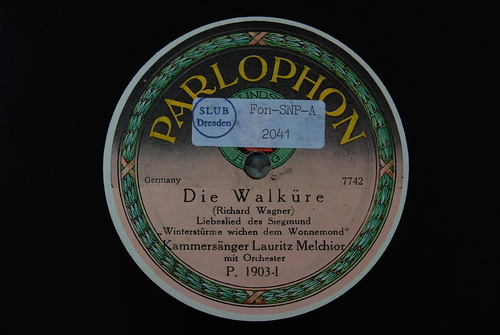 PARLOPHON
SLUB
Dresden
Fon-SNP-A
2041
Germany
7742
Die Walküre
(Richard Wagner)
Liebeslied des Siegmund
„Winterstürme wichen dem Wonnemond"
Kammersänger Lauritz Melchior
mit Orchester
P. 1903-I